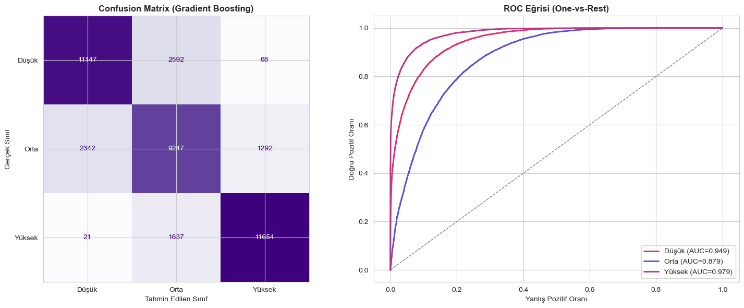 Confusion Matrix (Gradient Boosting)
Gerçek Sınıf
Düşük
11147
2592
68
Orta
2342
9247
1292
Yüksek
21
1637
11654
Düşük
Orta
Yüksek
Tahmin Edilen Sınıf
ROC Eğrisi (One-vs-Rest)
Doğru Pozitif Oranı
1.0
0.8
0.6
0.4
0.2
0.0
Düşük (AUC=0.949)
Orta (AUC=0.879)
Yüksek (AUC=0.979)
0.0
0.2
0.4
0.6
0.8
1.0
Yanlış Pozitif Oranı